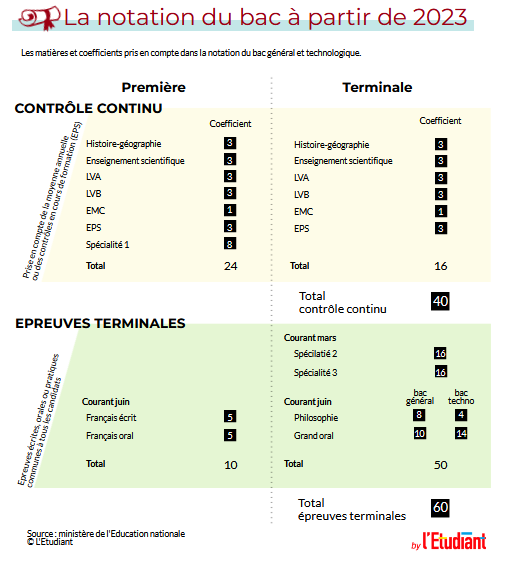 La notation du bac à partir de 2023
Les matières et coefficients pris en compte dans la notation du bac général et technologique.
Première
Terminale
CONTRÔLE CONTINU
Prise en compte de la moyenne annuelle
ou des contrôles en cours de formation (EPS)
Coefficient
Histoire-géographie 3
Enseignement scientifique 3
LVA 3
LVB 3
EMC 1
EPS 3
Spécialité 1 8
Total 24
Coefficient
Histoire-géographie 3
Enseignement scientifique 3
LVA 3
LVB 3
EMC 1
EPS 3
Total 16
Total
contrôle continu 40
EPREUVES TERMINALES
Epreuves écrites, orales ou pratiques
communes à tous les candidats
Courant juin
Français écrit 5
Français oral 5
Total 10
Courant mars
Spécilatié 2 16
Spécialité 3 16
Courant juin
bac général
bac techno
Philosophie 8 4
Grand oral 10 14
Total 50
Total
épreuves terminales 60
Source : ministère de l'Education nationale
© L'Etudiant
by l'Etudiant